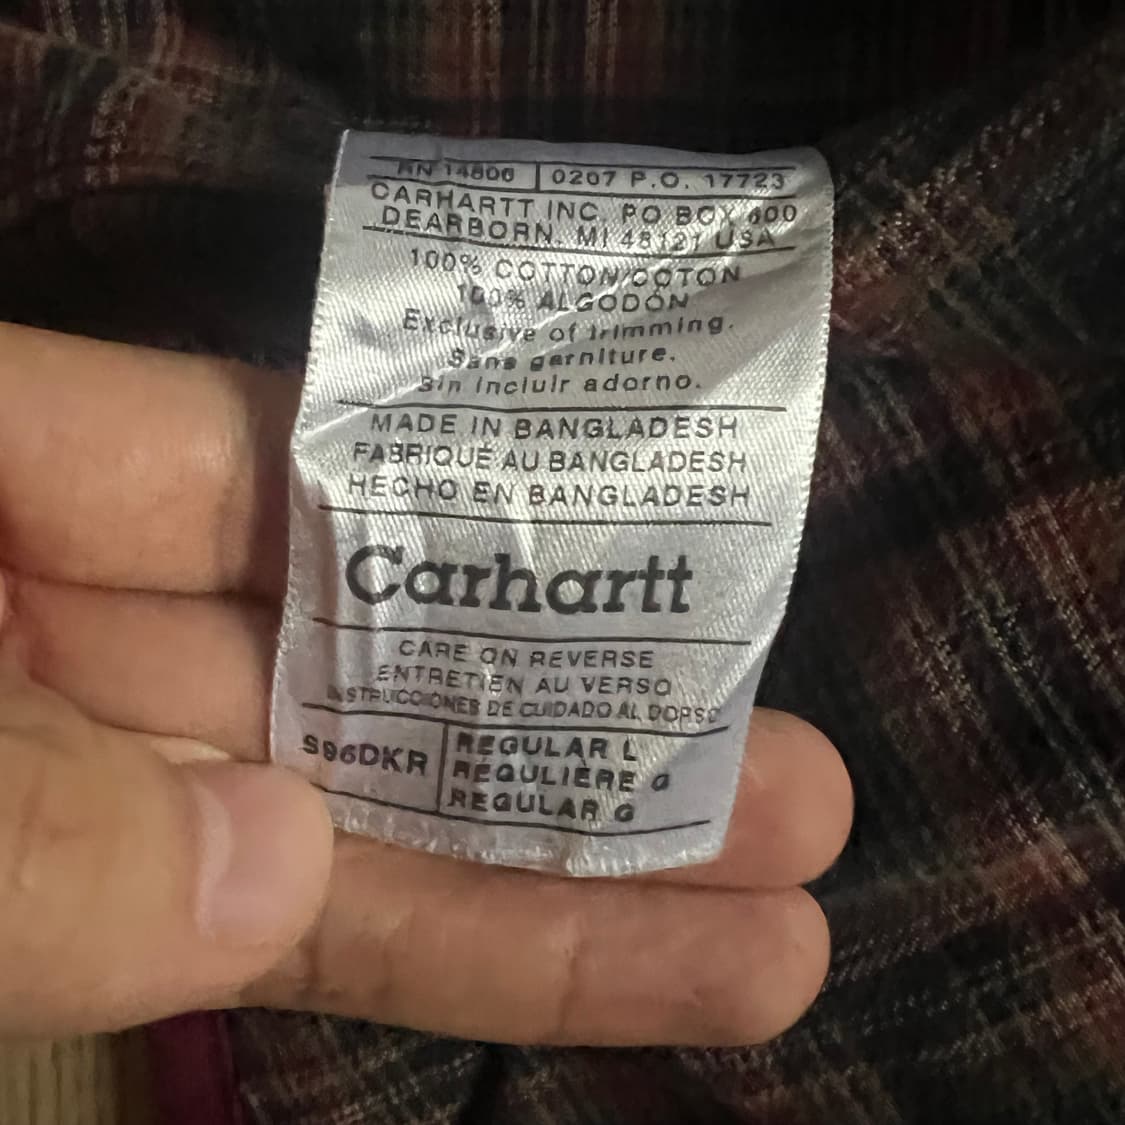 RN 14806 0207 P.O. 17723
CARHARTT INC. PO BOX 600
DEARBORN, MI 48121 USA
100% COTTON/COTON
100% ALGODÓN
Exclusive of trimming.
Sans garniture.
Sin incluir adorno.
MADE IN BANGLADESH
FABRIQUÉ AU BANGLADESH
HECHO EN BANGLADESH
Carhartt
CARE ON REVERSE
ENTRETIEN AU VERSO
INSTRUCCIONES DE CUIDADO AL DORSO
S96DKR REGULAR L
RÉGULIÈRE G
REGULAR G